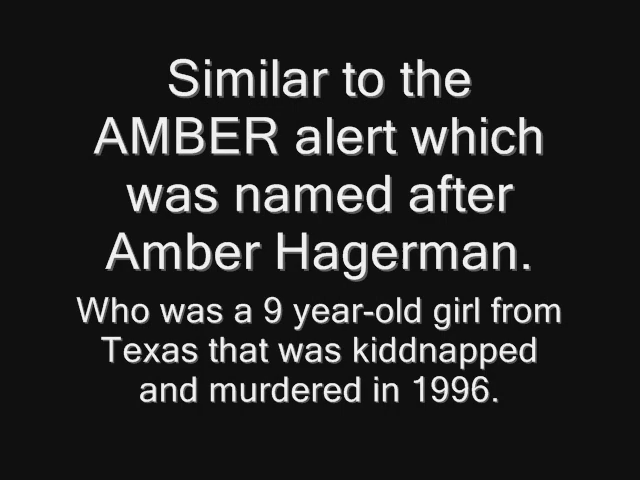 Similar to the
AMBER alert which
was named after
Amber Hagerman.
Who was a 9 year-old girl from
Texas that was kiddnapped
and murdered in 1996.